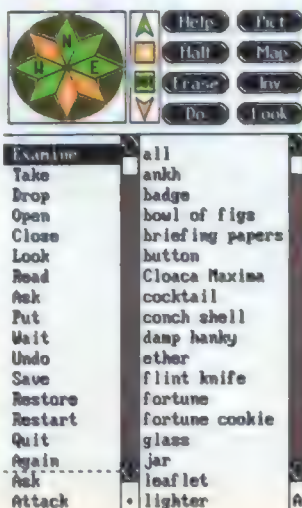 N
W E
Help Pict
Halt Map
Erase Inv
Do Look
Examine
Take
Drop
Open
Close
Look
Read
Ask
Put
Wait
Undo
Save
Restore
Restart
Quit
Again
Ask
Attack
all
ankh
badge
bowl of figs
briefing papers
button
Cloaca Maxima
cocktail
conch shell
damp hanky
ether
flint knife
fortune
fortune cookie
glass
jar
leaflet
lighter